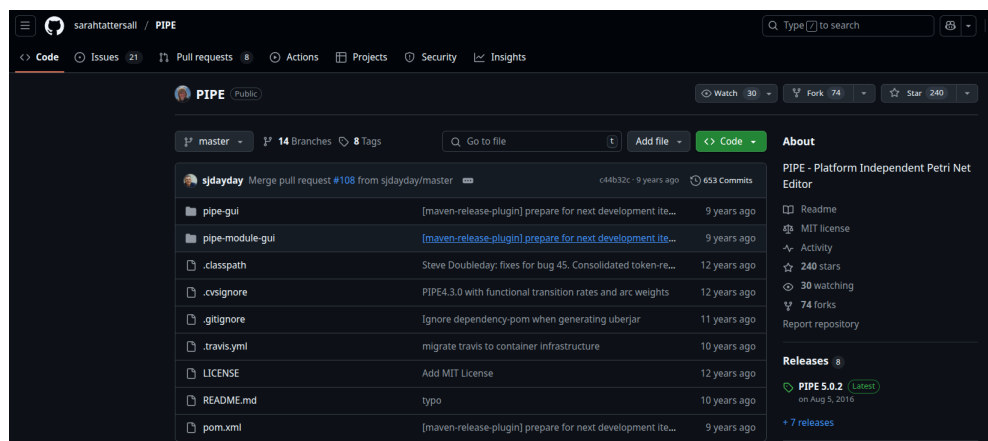 sarahtattersall / PIPE
Type / to search
Code Issues 21 Pull requests 8 Actions Projects Security Insights
PIPE Public
Watch 30 Fork 74 Star 240
master 14 Branches 8 Tags Go to file t Add file Code
About
PIPE - Platform Independent Petri Net
Editor
sjdayday Merge pull request #108 from sjdayday/master c44b32c · 9 years ago 653 Commits
pipe-gui [maven-release-plugin] prepare for next development ite... 9 years ago
pipe-module-gui [maven-release-plugin] prepare for next development ite... 9 years ago
.classpath Steve Doubleday: fixes for bug 45. Consolidated token-re... 12 years ago
.cvsignore PIPE4.3.0 with functional transition rates and arc weights 12 years ago
.gitignore Ignore dependency-pom when generating uberjar 11 years ago
.travis.yml migrate travis to container infrastructure 10 years ago
LICENSE Add MIT License 12 years ago
README.md typo 10 years ago
pom.xml [maven-release-plugin] prepare for next development ite... 9 years ago
Readme
MIT license
Activity
240 stars
30 watching
74 forks
Report repository
Releases 8
PIPE 5.0.2 Latest
on Aug 5, 2016
+ 7 releases